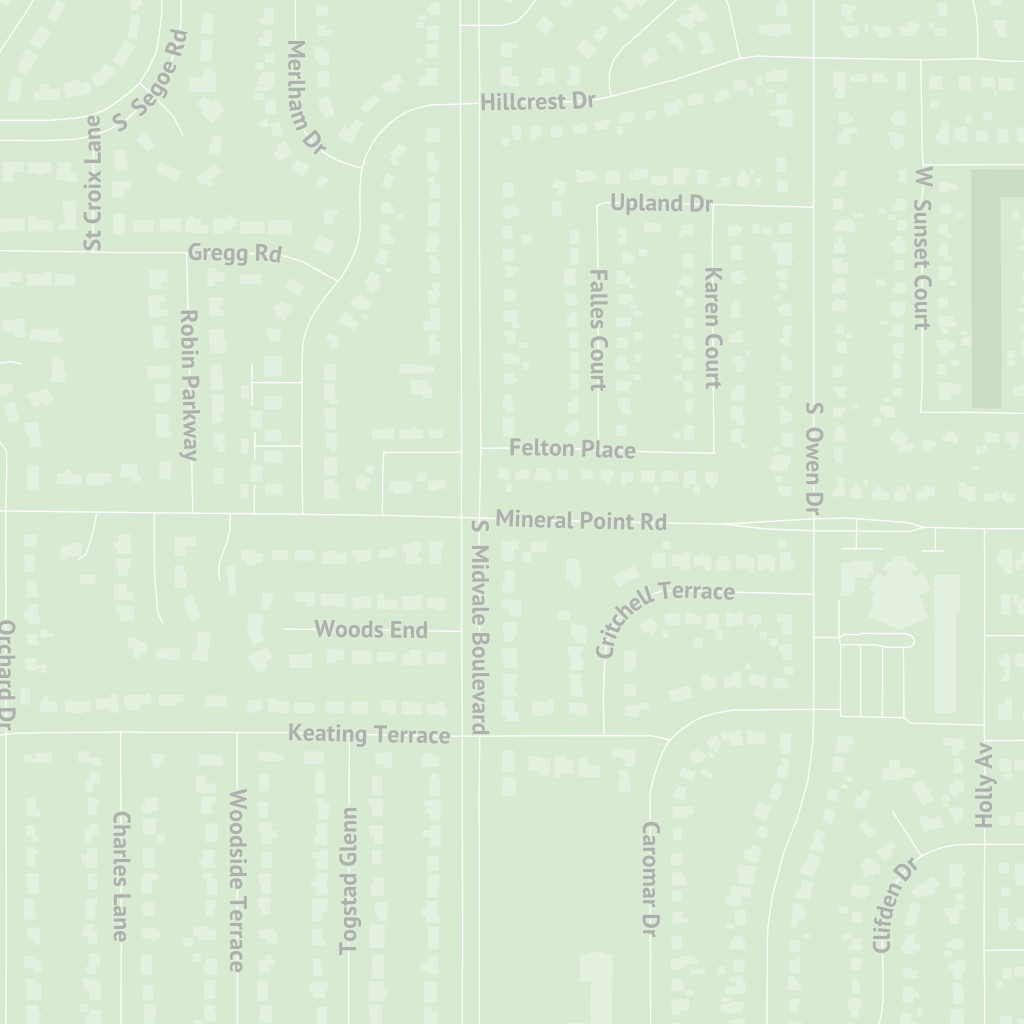 S Segoe Rd
Merlham Dr
Hillcrest Dr
St Croix Lane
W Sunset Court
Upland Dr
Gregg Rd
Falles Court
Karen Court
Robin Parkway
S Owen Dr
Felton Place
Mineral Point Rd
S Midvale Boulevard
Critchell Terrace
Orchard Dr
Woods End
Keating Terrace
Holly Av
Charles Lane
Woodside Terrace
Togstad Glenn
Caromar Dr
Clifden Dr